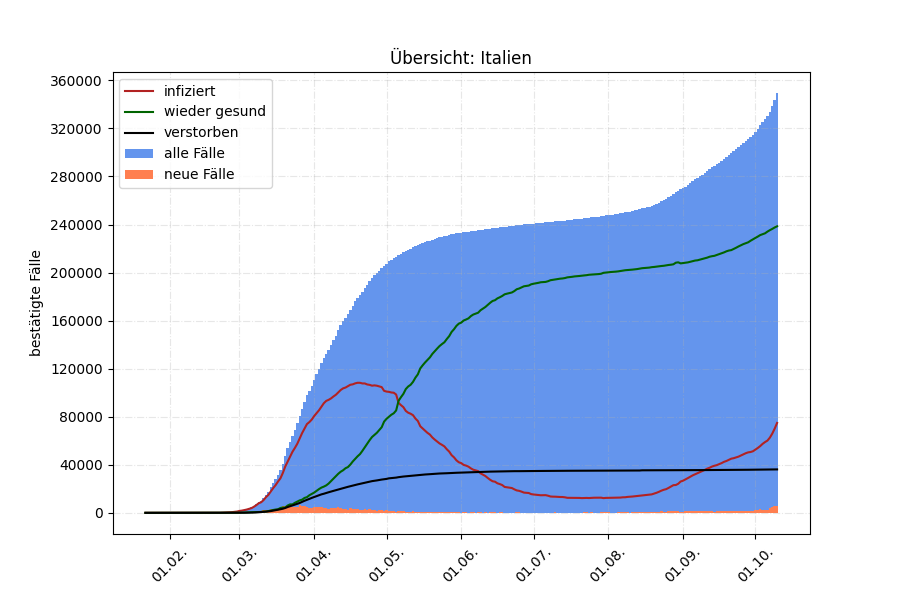 Übersicht: Italien
bestätigte Fälle
360000
320000
280000
240000
200000
160000
120000
80000
40000
0
infiziert
wieder gesund
verstorben
alle Fälle
neue Fälle
01.02.
01.03.
01.04.
01.05.
01.06.
01.07.
01.08.
01.09.
01.10.